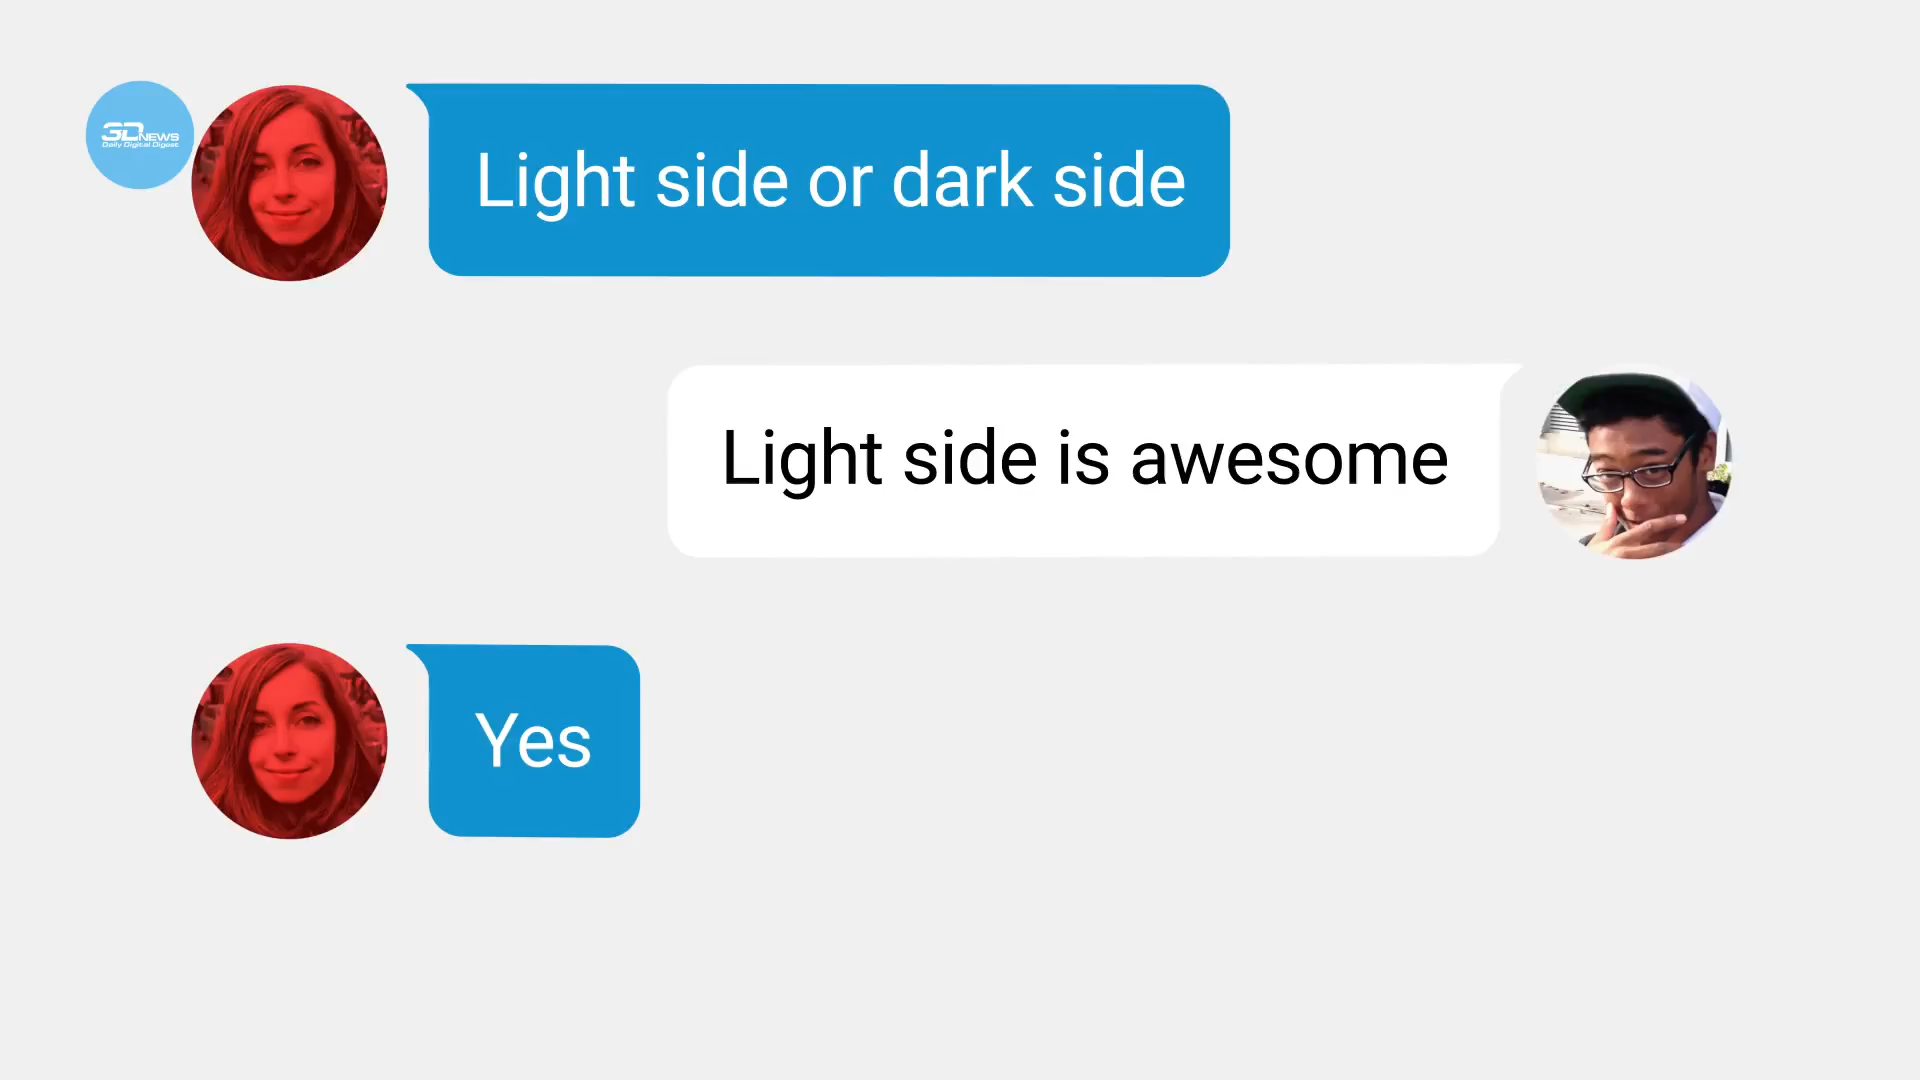 3DNEWS
Daily Digital Digest
Light side or dark side
Light side is awesome
Yes